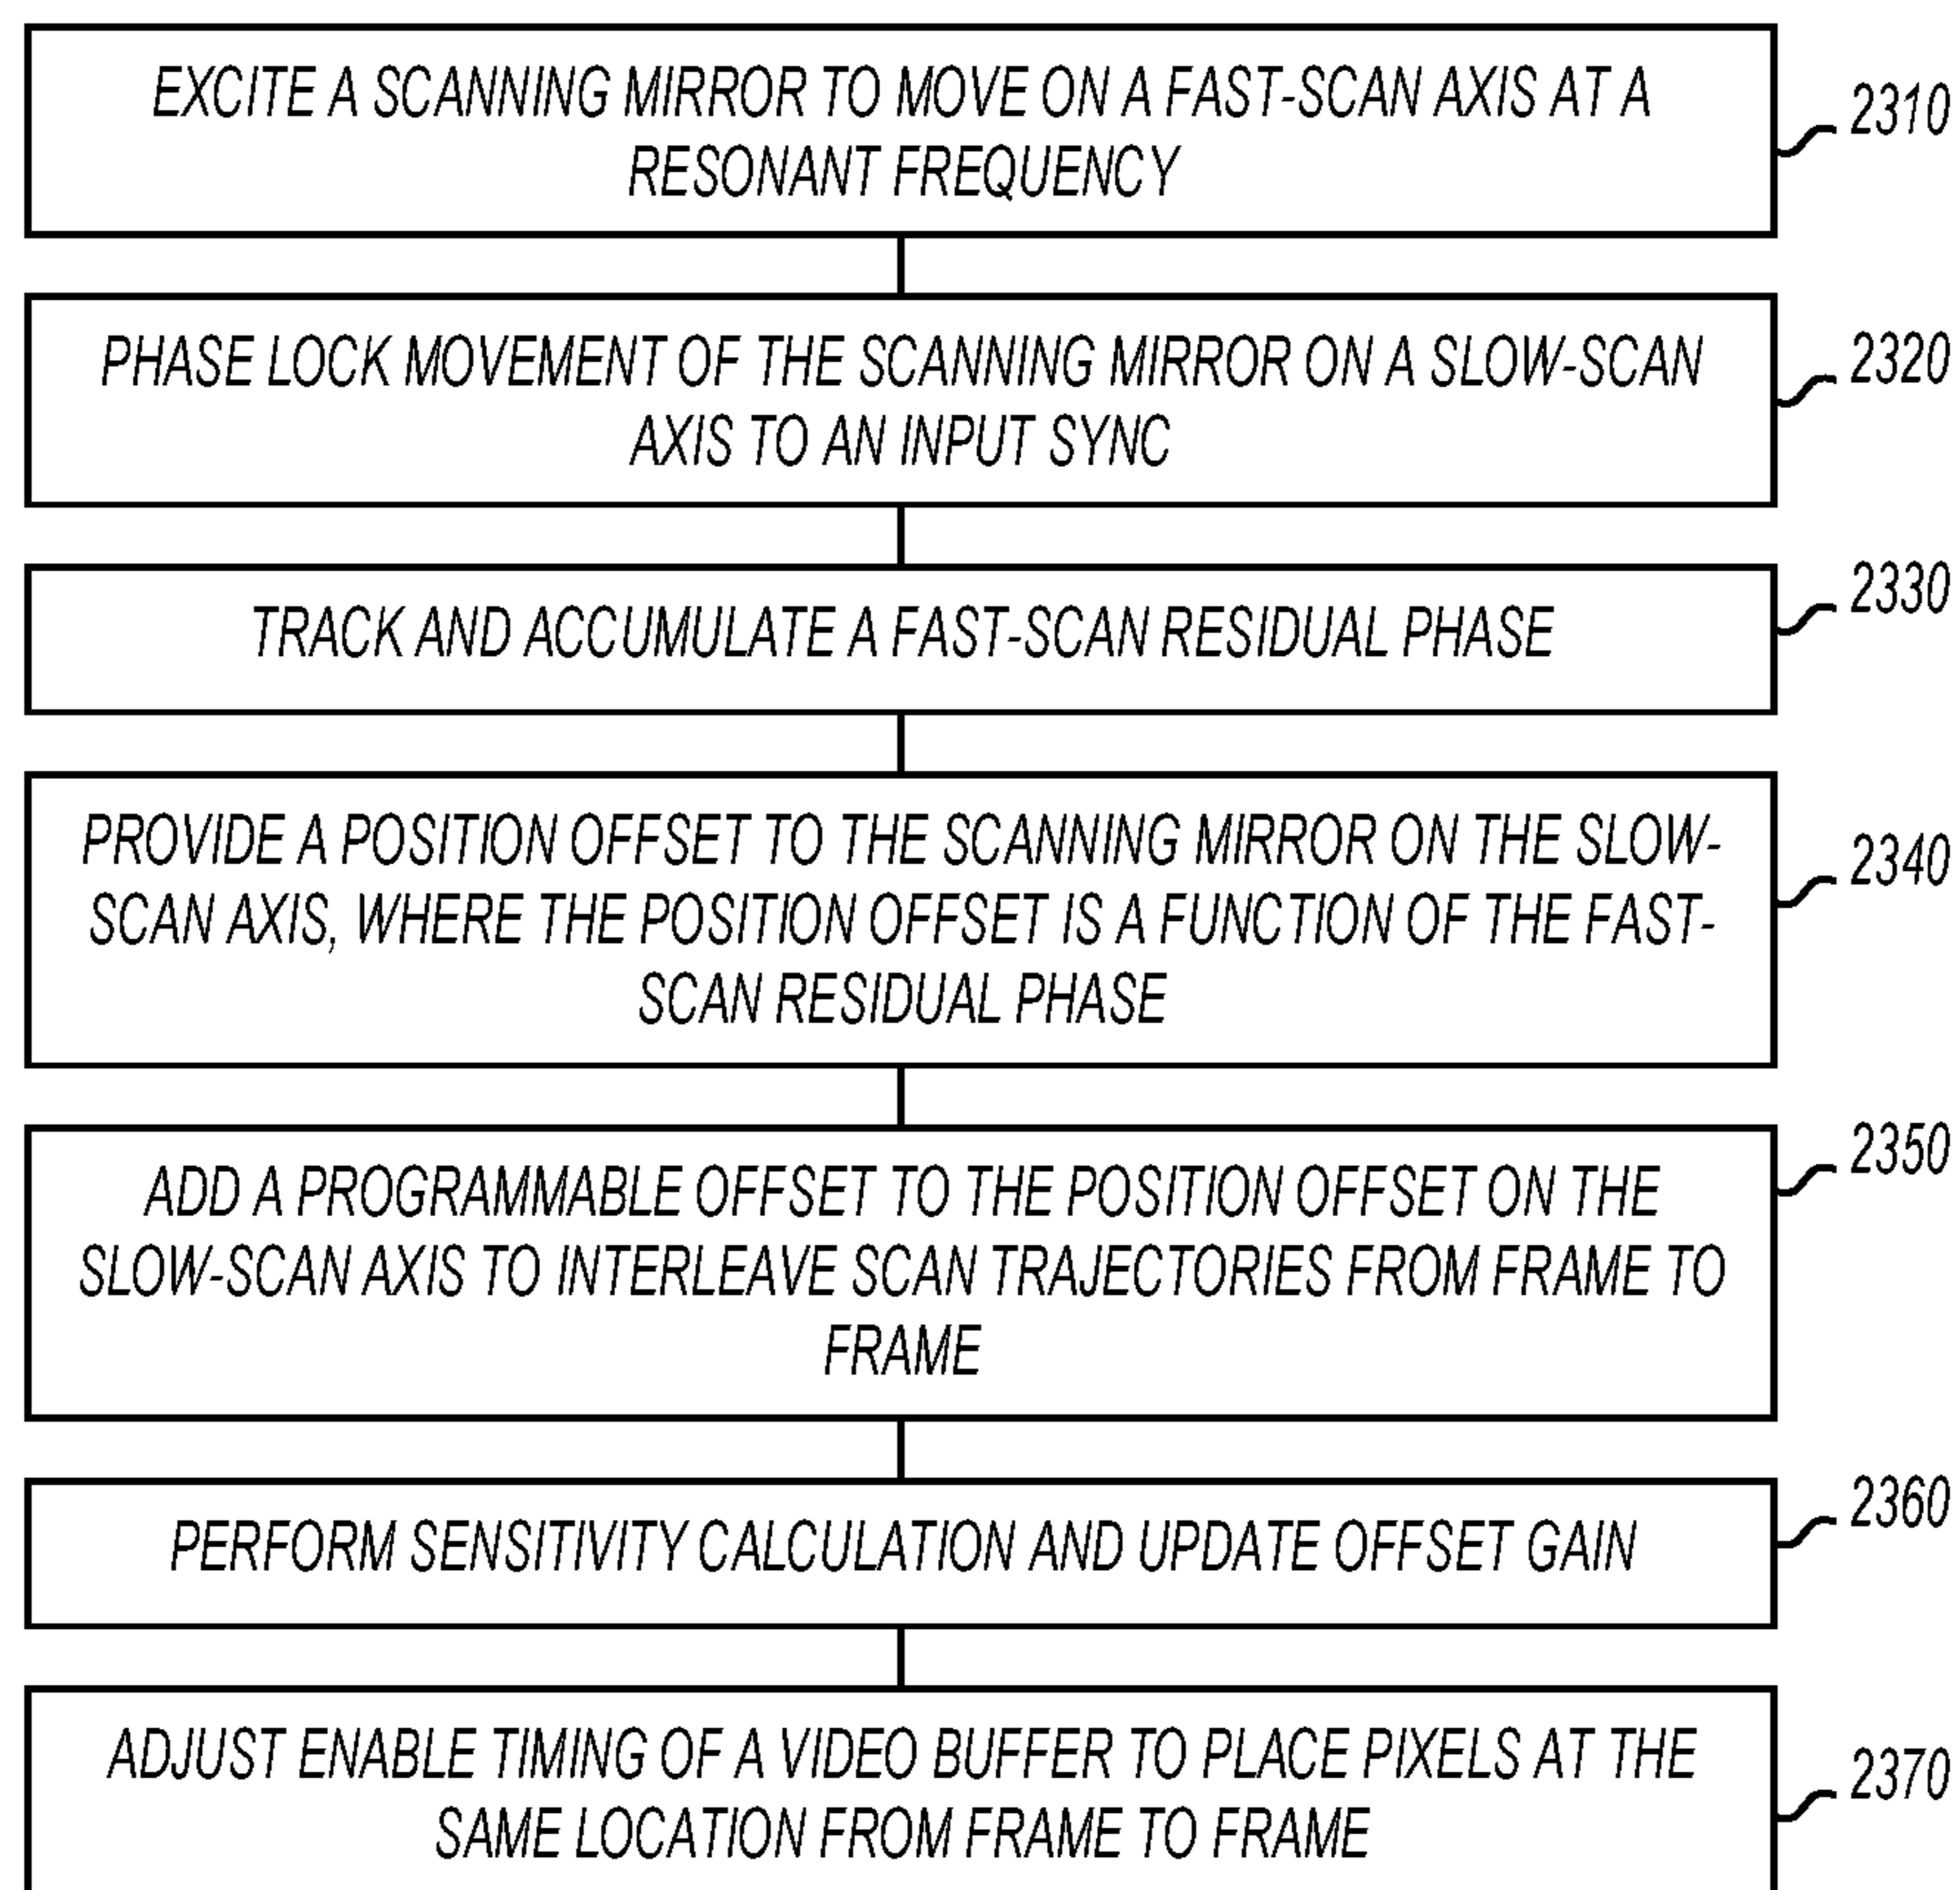 EXCITE A SCANNING MIRROR TO MOVE ON A FAST-SCAN AXIS AT A
RESONANT FREQUENCY
2310
PHASE LOCK MOVEMENT OF THE SCANNING MIRROR ON A SLOW-SCAN
AXIS TO AN INPUT SYNC
2320
TRACK AND ACCUMULATE A FAST-SCAN RESIDUAL PHASE
2330
PROVIDE A POSITION OFFSET TO THE SCANNING MIRROR ON THE SLOW-
SCAN AXIS, WHERE THE POSITION OFFSET IS A FUNCTION OF THE FAST-
SCAN RESIDUAL PHASE
2340
ADD A PROGRAMMABLE OFFSET TO THE POSITION OFFSET ON THE
SLOW-SCAN AXIS TO INTERLEAVE SCAN TRAJECTORIES FROM FRAME TO
FRAME
2350
PERFORM SENSITIVITY CALCULATION AND UPDATE OFFSET GAIN
2360
ADJUST ENABLE TIMING OF A VIDEO BUFFER TO PLACE PIXELS AT THE
SAME LOCATION FROM FRAME TO FRAME
2370